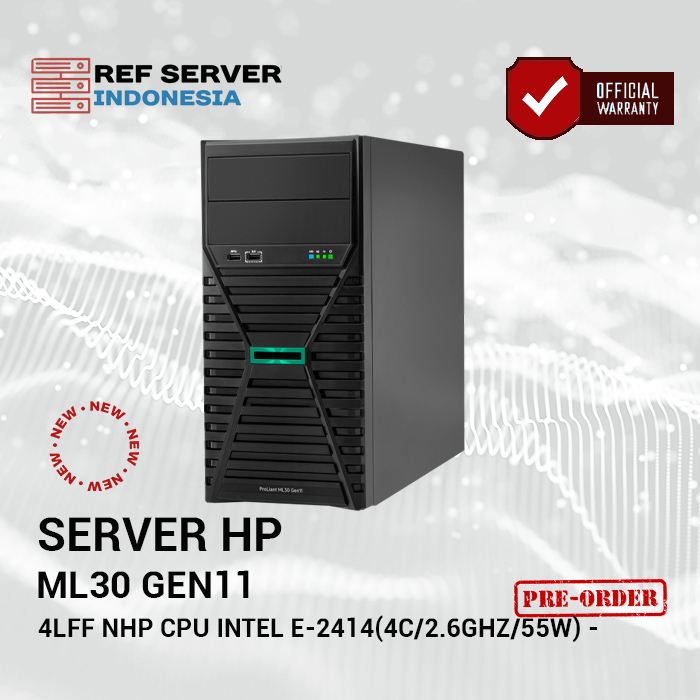 REF SERVER
INDONESIA
OFFICIAL
WARRANTY
ProLiant ML30 Gen11
NEW • NEW • NEW • NEW • NEW •
SERVER HP
ML30 GEN11
PRE-ORDER
4LFF NHP CPU INTEL E-2414(4C/2.6GHZ/55W) -